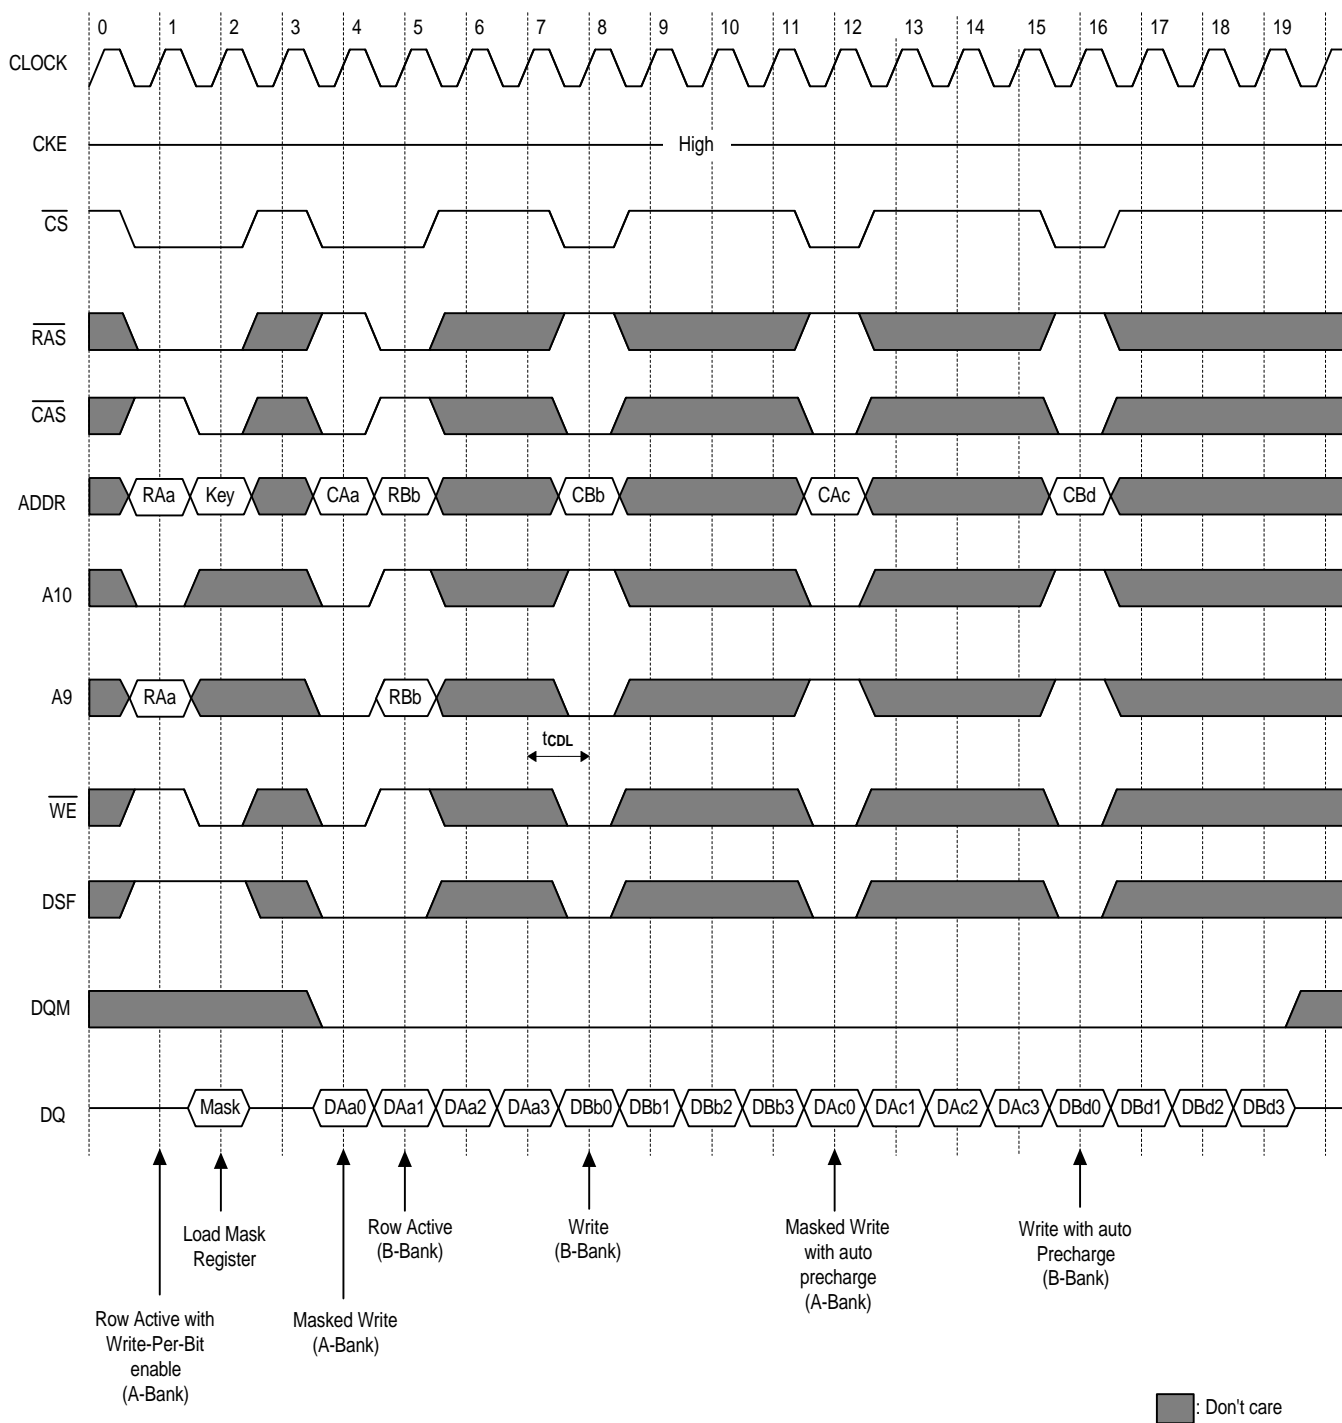 0 1 2 3 4 5 6 7 8 9 10 11 12 13 14 15 16 17 18 19
CLOCK
CKE
High
CS
RAS
CAS
ADDR
RAa Key CAa RBb CBb CAc CBd
A10
A9
RAa RBb
tCDL
WE
DSF
DQM
DQ
Mask DAa0 DAa1 DAa2 DAa3 DBb0 DBb1 DBb2 DBb3 DAc0 DAc1 DAc2 DAc3 DBd0 DBd1 DBd2 DBd3
Load Mask
Register
Row Active
(B-Bank)
Write
(B-Bank)
Masked Write
with auto
precharge
(A-Bank)
Write with auto
Precharge
(B-Bank)
Row Active with
Write-Per-Bit
enable
(A-Bank)
Masked Write
(A-Bank)
: Don't care